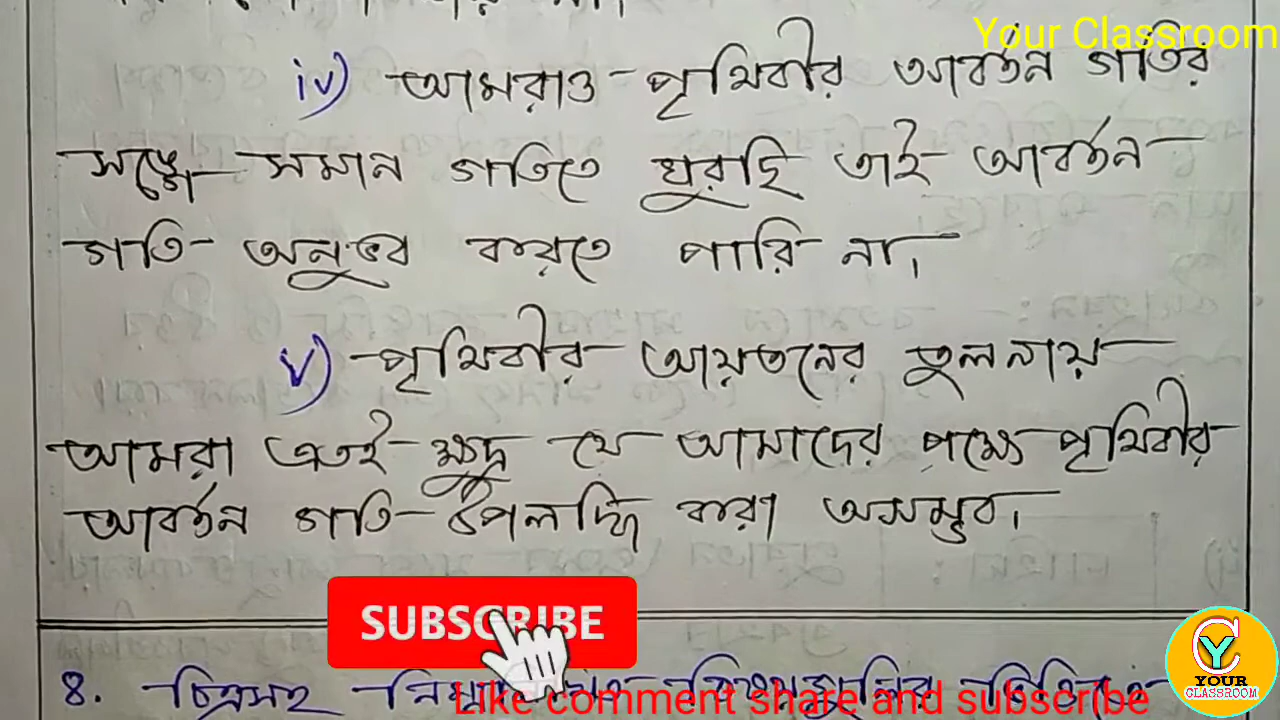 Your Classroom
iv) আমরাও পৃথিবীর আবর্তন গতির
সঙ্গে সমান গতিতে ঘুরছি তাই আবর্তন
গতি অনুভব করতে পারি না।
v) পৃথিবীর আয়তনের তুলনায়
আমরা এতই ক্ষুদ্র যে আমাদের পক্ষে পৃথিবীর
আবর্তন গতি উপলব্ধি করা অসম্ভব।
SUBSCRIBE
৪. চিত্রসহ
Like comment share and subscribe
YOUR
CLASSROOM